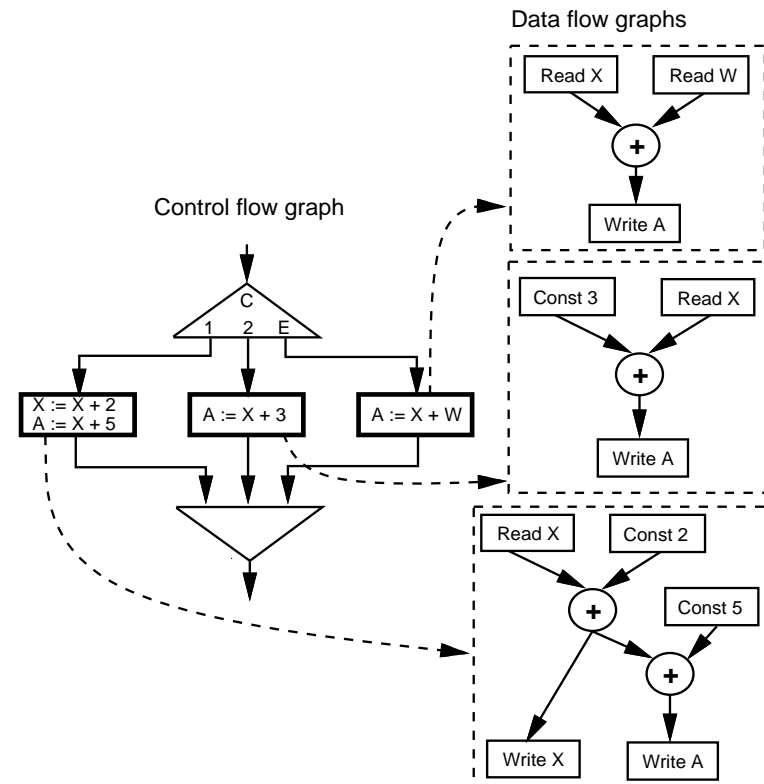 Data flow graphs
Read X
Read W
+
Write A
Control flow graph
C
1 2 E
X := X + 2
A := X + 5
A := X + 3
A := X + W
Const 3
Read X
+
Write A
Read X
Const 2
+
Const 5
+
Write X
Write A